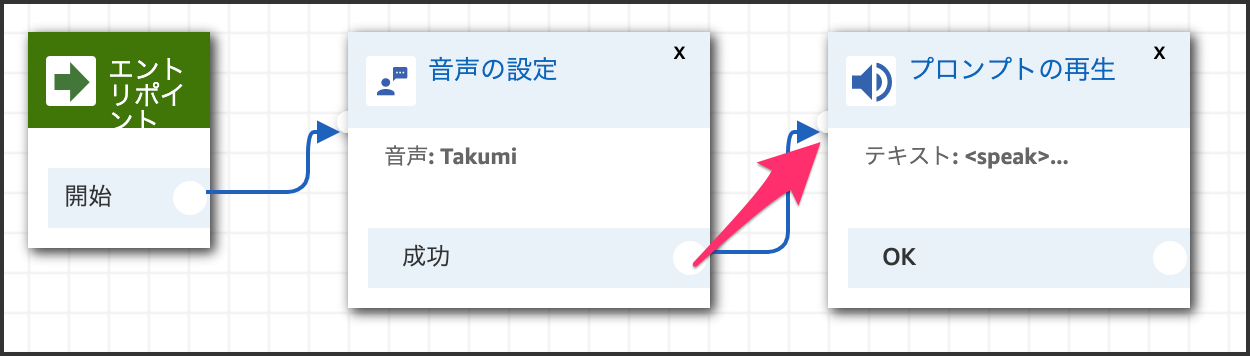 エント
リポイ
ント
開始
音声の設定
x
音声: Takumi
成功
プロンプトの再生
x
テキスト: <speak>...
OK